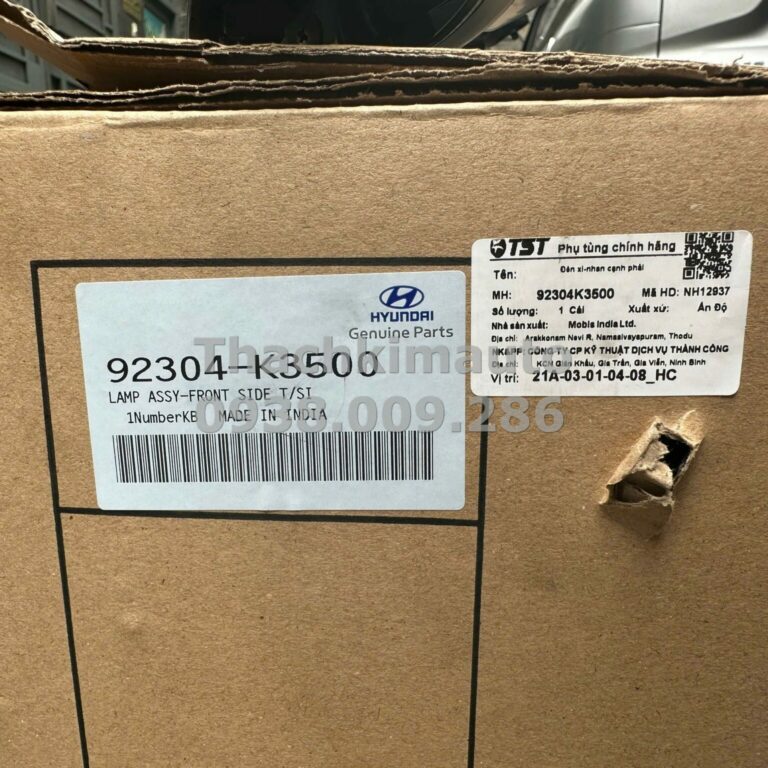 HYUNDAI
Genuine Parts
92304-K3500
LAMP ASSY-FRONT SIDE T/SI
1NumberKB MADE IN INDIA
TST Phụ tùng chính hãng
Tên: Đèn xi-nhan cạnh phải
MH: 92304K3500 Mã HD: NH12937
Số lượng: 1 Cái Xuất xứ: Ấn Độ
Nhà sản xuất: Mobis India Ltd.
Địa chỉ: Arakkonam Navi R, Namasivayapuram, Thodu
NK&PP: CÔNG TY CP KỸ THUẬT DỊCH VỤ THÀNH CÔNG
Địa chỉ: KCN Gián Khẩu, Gia Trấn, Gia Viễn, Ninh Bình
Vị trí: 21A-03-01-04-08_HC
Thachkimauto
0938.009.286